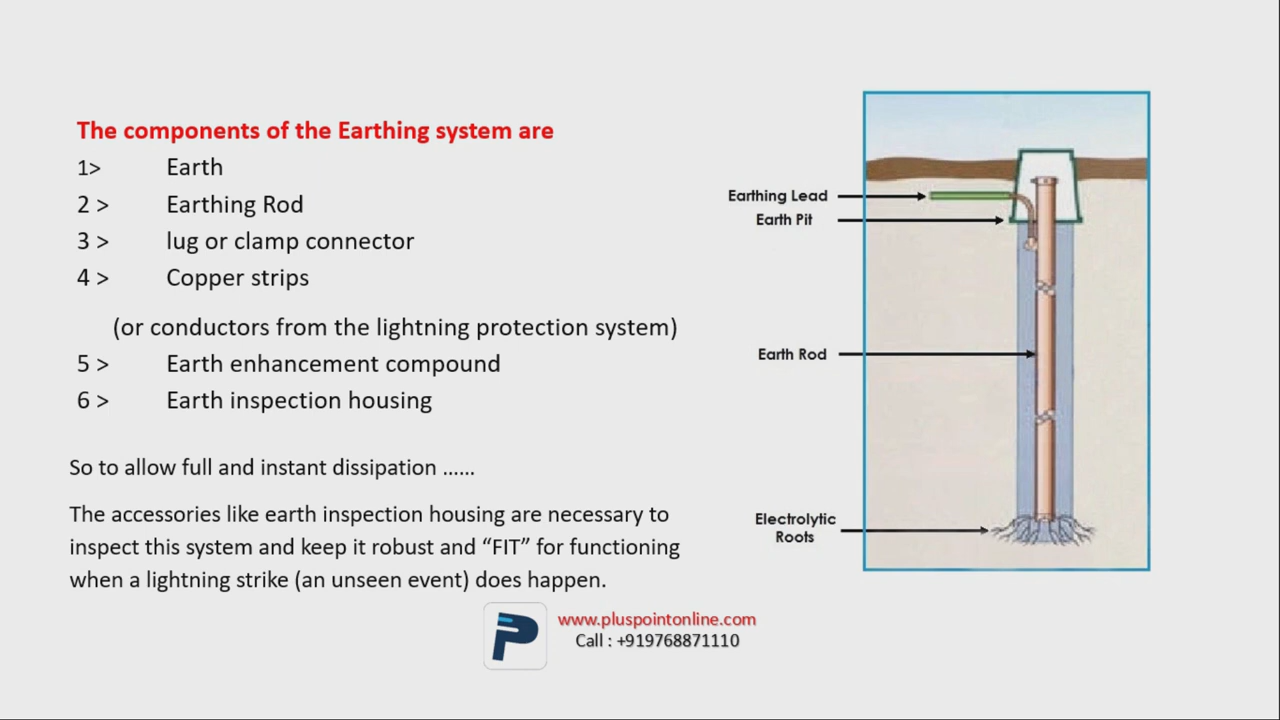 The components of the Earthing system are
1> Earth
2 > Earthing Rod
3 > lug or clamp connector
4 > Copper strips
(or conductors from the lightning protection system)
5 > Earth enhancement compound
6 > Earth inspection housing
So to allow full and instant dissipation ......
The accessories like earth inspection housing are necessary to
inspect this system and keep it robust and “FIT” for functioning
when a lightning strike (an unseen event) does happen.
Earthing Lead
Earth Pit
Earth Rod
Electrolytic
Roots
www.pluspointonline.com
Call : +919768871110